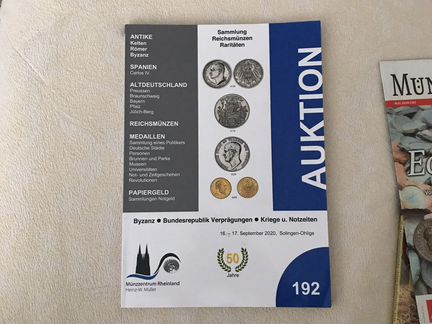 ANTIKE
Kelten
Römer
Byzanz
SPANIEN
Carlos IV.
ALTDEUTSCHLAND
Preussen
Braunschweig
Bayern
Pfalz
Jülich-Berg
REICHSMÜNZEN
MEDAILLEN
Sammlung eines Politikers
Deutsche Städte
Personen
Brunnen und Parks
Museen
Universitäten
Not- und Zeitgeschehen
Revolutionen
PAPIERGELD
Sammlungen Notgeld
Sammlung
Reichsmünzen
Raritäten
AUKTION
Byzanz ● Bundesrepublik Verprägungen ● Kriege u. Notzeiten
16. - 17. September 2020, Solingen-Ohligs
50
Jahre
Münzzentrum Rheinland
Heinz-W. Müller
192